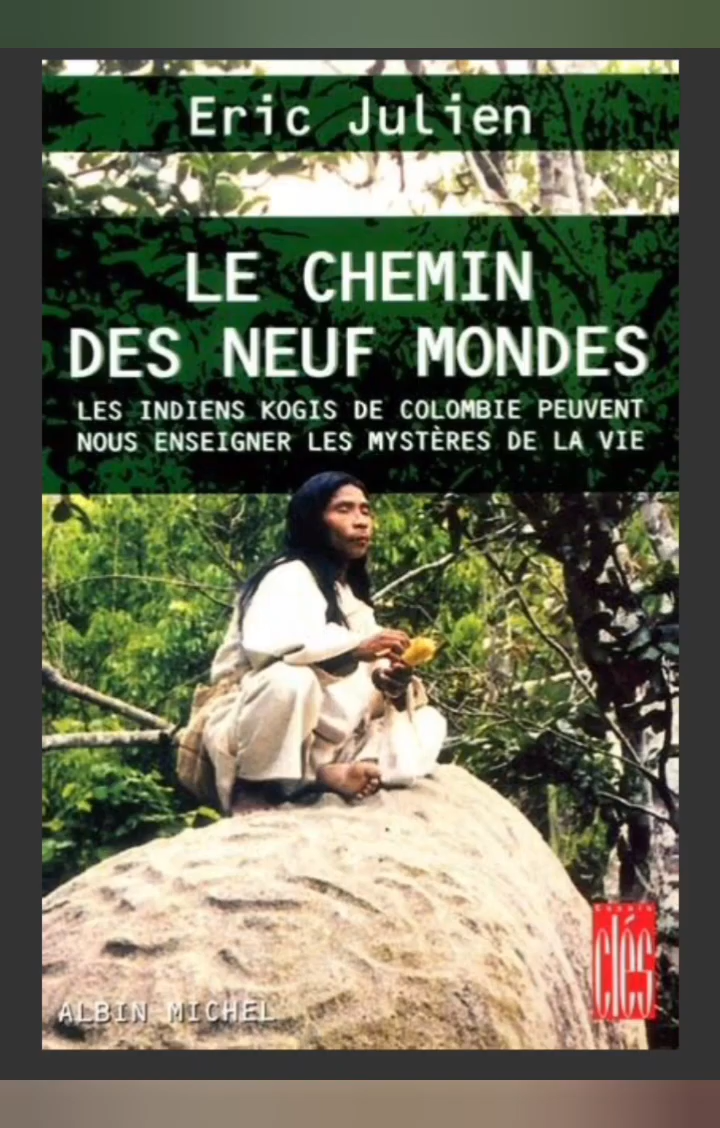 Eric Julien
LE CHEMIN
DES NEUF MONDES
LES INDIENS KOGIS DE COLOMBIE PEUVENT
NOUS ENSEIGNER LES MYSTÈRES DE LA VIE
clés
ALBIN MICHEL